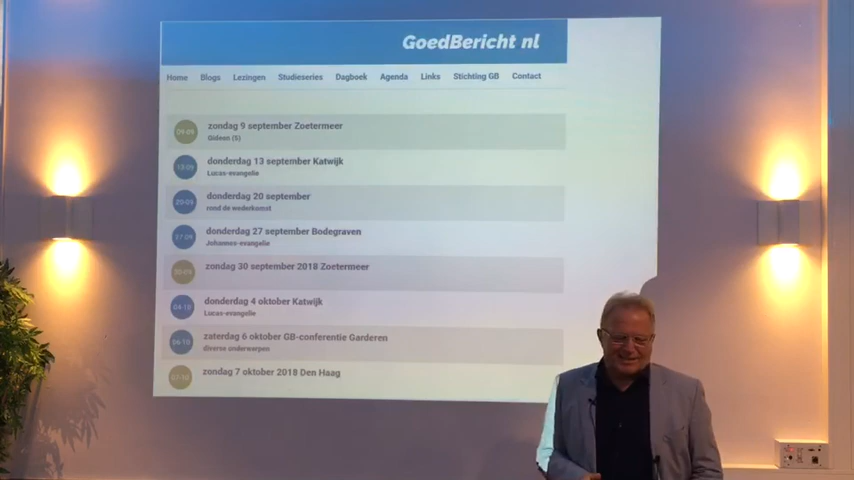 GoedBericht nl
Home Blogs Lezingen Studieseries Dagboek Agenda Links Stichting GB Contact
09-09 zondag 9 september Zoetermeer
Gideon (5)
13-09 donderdag 13 september Katwijk
Lucas-evangelie
20-09 donderdag 20 september
rond de wederkomst
27-09 donderdag 27 september Bodegraven
Johannes-evangelie
30-09 zondag 30 september 2018 Zoetermeer
04-10 donderdag 4 oktober Katwijk
Lucas-evangelie
06-10 zaterdag 6 oktober GB-conferentie Garderen
diverse onderwerpen
07-10 zondag 7 oktober 2018 Den Haag